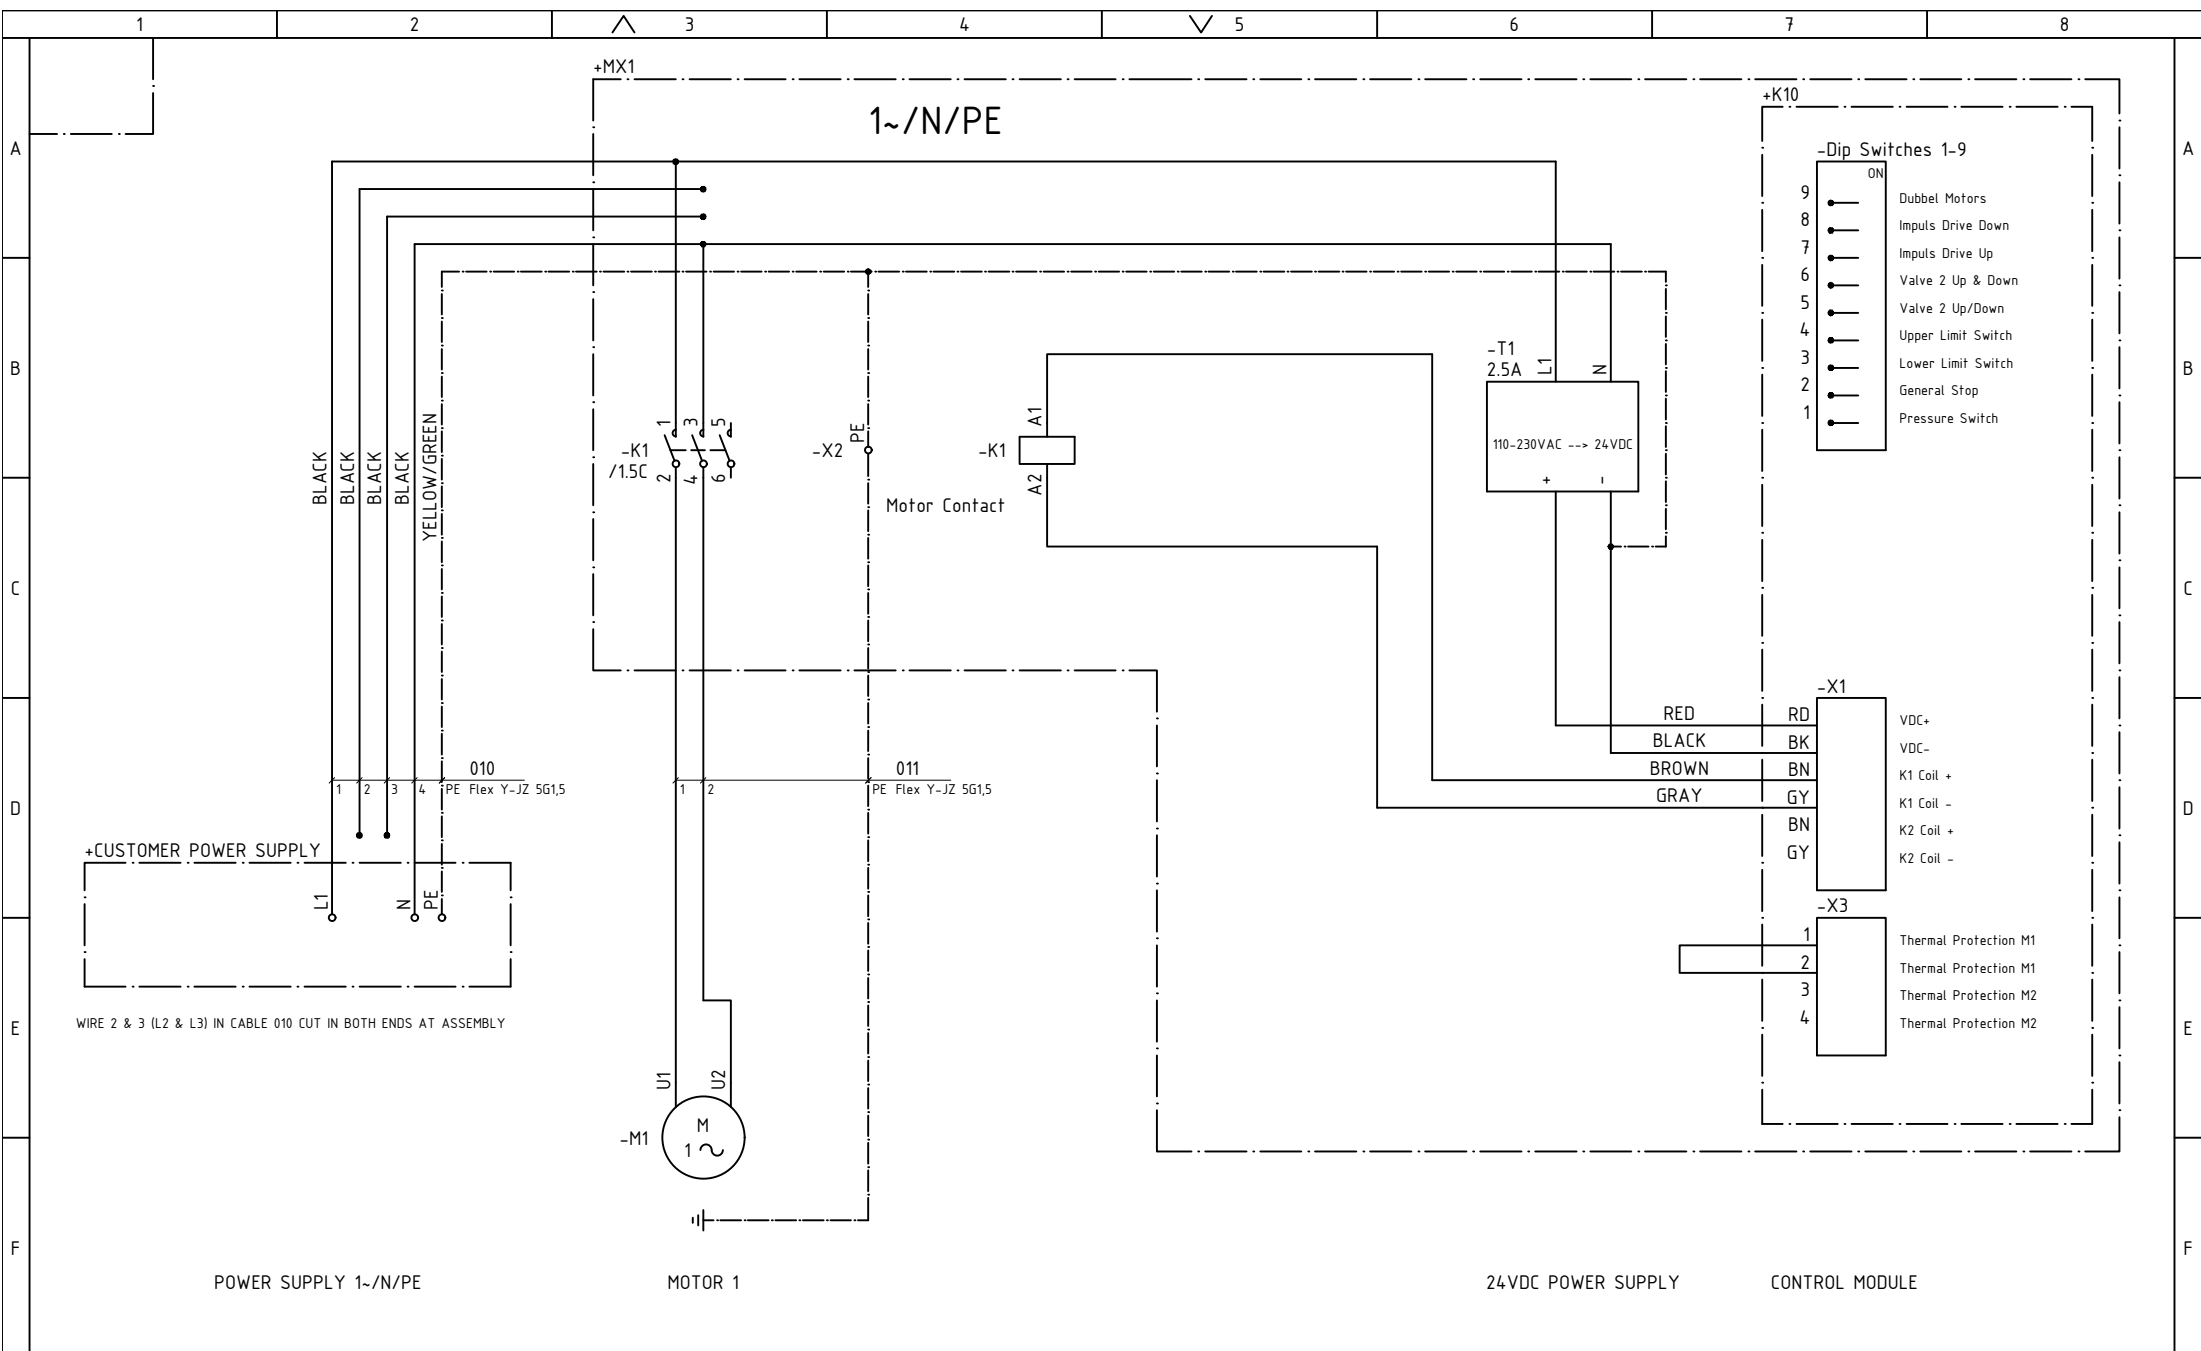 1 2 3 4 5 6 7 8
+MX1
1~/N/PE
+K10
A A
-Dip Switches 1-9
ON
9 Dubbel Motors
8 Impuls Drive Down
7 Impuls Drive Up
6 Valve 2 Up & Down
5 Valve 2 Up/Down
4 Upper Limit Switch
3 Lower Limit Switch
2 General Stop
1 Pressure Switch
B B
-T1
2.5A
L1
N
110-230VAC --> 24VDC
+ -
BLACK
BLACK
BLACK
BLACK
YELLOW/GREEN
-K1
/1.5C
1 3 5
2 4 6
-X2
PE
-K1
A1
A2
Motor Contact
C C
-X1
RED RD VDC+
BLACK BK VDC-
BROWN BN K1 Coil +
GRAY GY K1 Coil -
BN K2 Coil +
GY K2 Coil -
010
1 2 3 4 PE Flex Y-JZ 5G1,5
011
1 2 PE Flex Y-JZ 5G1,5
D D
+CUSTOMER POWER SUPPLY
L1
N
PE
-X3
1 Thermal Protection M1
2 Thermal Protection M1
3 Thermal Protection M2
4 Thermal Protection M2
WIRE 2 & 3 (L2 & L3) IN CABLE 010 CUT IN BOTH ENDS AT ASSEMBLY
E E
U1
U2
-M1
M
1
F F
POWER SUPPLY 1~/N/PE
MOTOR 1
24VDC POWER SUPPLY
CONTROL MODULE